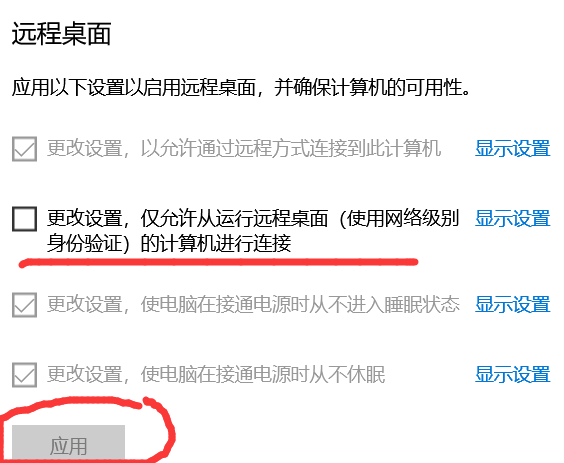 远程桌面
应用以下设置以启用远程桌面，并确保计算机的可用性。
更改设置，以允许通过远程方式连接到此计算机 显示设置
更改设置，仅允许从运行远程桌面（使用网络级别 显示设置
身份验证）的计算机进行连接
更改设置，使电脑在接通电源时从不进入睡眠状态 显示设置
更改设置，使电脑在接通电源时从不休眠 显示设置
应用